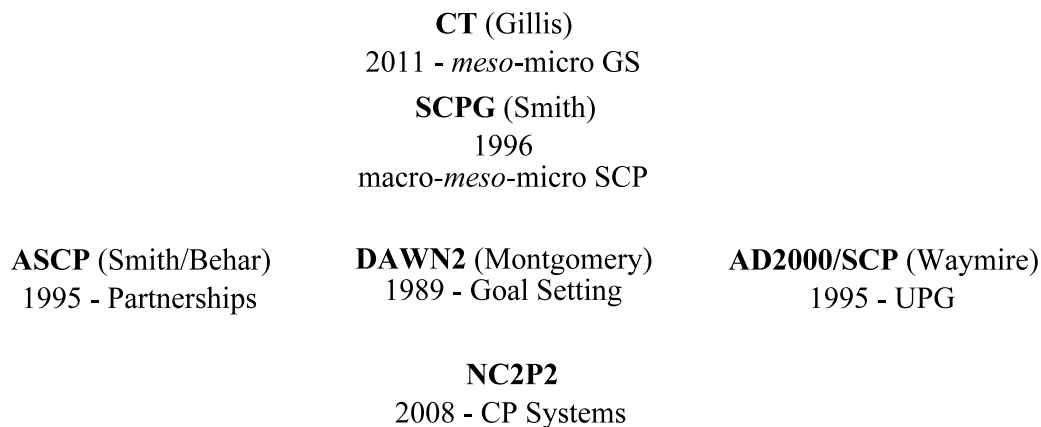 CT (Gillis)
2011 - meso-micro GS
SCPG (Smith)
1996
macro-meso-micro SCP
ASCP (Smith/Behar)
1995 - Partnerships
DAWN2 (Montgomery)
1989 - Goal Setting
AD2000/SCP (Waymire)
1995 - UPG
NC2P2
2008 - CP Systems